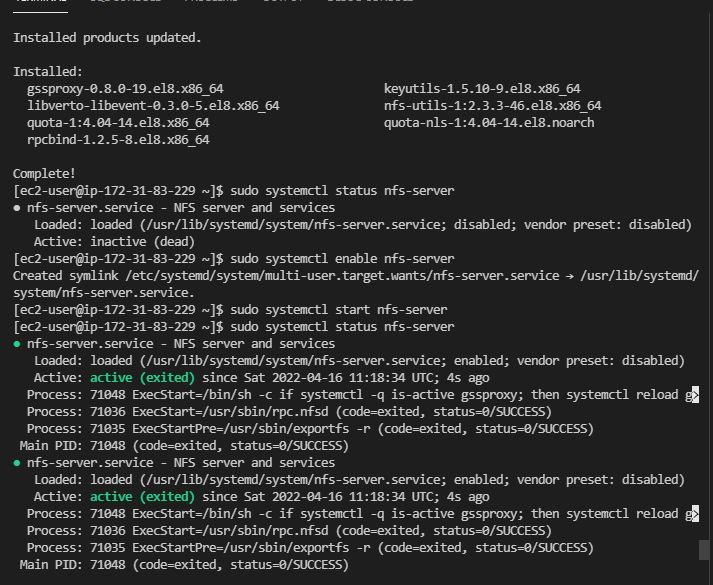 Installed products updated.
Installed:
gssproxy-0.8.0-19.el8.x86_64 keyutils-1.5.10-9.el8.x86_64
libverto-libevent-0.3.0-5.el8.x86_64 nfs-utils-1:2.3.3-46.el8.x86_64
quota-1:4.04-14.el8.x86_64 quota-nls-1:4.04-14.el8.noarch
rpcbind-1.2.5-8.el8.x86_64
Complete!
[ec2-user@ip-172-31-83-229 ~]$ sudo systemctl status nfs-server
● nfs-server.service - NFS server and services
Loaded: loaded (/usr/lib/systemd/system/nfs-server.service; disabled; vendor preset: disabled)
Active: inactive (dead)
[ec2-user@ip-172-31-83-229 ~]$ sudo systemctl enable nfs-server
Created symlink /etc/systemd/system/multi-user.target.wants/nfs-server.service → /usr/lib/systemd/
system/nfs-server.service.
[ec2-user@ip-172-31-83-229 ~]$ sudo systemctl start nfs-server
[ec2-user@ip-172-31-83-229 ~]$ sudo systemctl status nfs-server
● nfs-server.service - NFS server and services
Loaded: loaded (/usr/lib/systemd/system/nfs-server.service; enabled; vendor preset: disabled)
Active: active (exited) since Sat 2022-04-16 11:18:34 UTC; 4s ago
Process: 71048 ExecStart=/bin/sh -c if systemctl -q is-active gssproxy; then systemctl reload g>
Process: 71036 ExecStart=/usr/sbin/rpc.nfsd (code=exited, status=0/SUCCESS)
Process: 71035 ExecStartPre=/usr/sbin/exportfs -r (code=exited, status=0/SUCCESS)
Main PID: 71048 (code=exited, status=0/SUCCESS)
● nfs-server.service - NFS server and services
Loaded: loaded (/usr/lib/systemd/system/nfs-server.service; enabled; vendor preset: disabled)
Active: active (exited) since Sat 2022-04-16 11:18:34 UTC; 4s ago
Process: 71048 ExecStart=/bin/sh -c if systemctl -q is-active gssproxy; then systemctl reload g>
Process: 71036 ExecStart=/usr/sbin/rpc.nfsd (code=exited, status=0/SUCCESS)
Process: 71035 ExecStartPre=/usr/sbin/exportfs -r (code=exited, status=0/SUCCESS)
Main PID: 71048 (code=exited, status=0/SUCCESS)